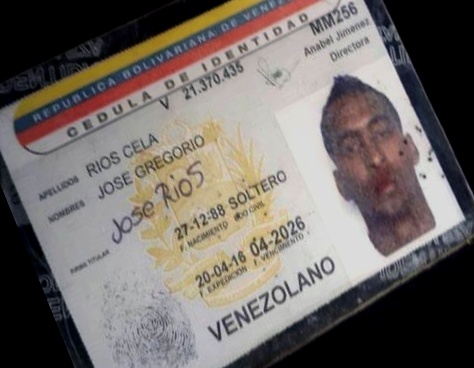 REPUBLICA BOLIVARIANA DE VENEZ
CEDULA DE IDENTIDAD
MM256
V 21.370.435
Anabel Jimenez
Directora
APELLIDOS RIOS CELA
NOMBRES JOSE GREGORIO
Jose Rios
FIRMA TITULAR
27-12-88 SOLTERO
F. NACIMIENTO EDO CIVIL
20-04-16 04-2026
F. EXPEDICION F. VENCIMIENTO
VENEZOLANO